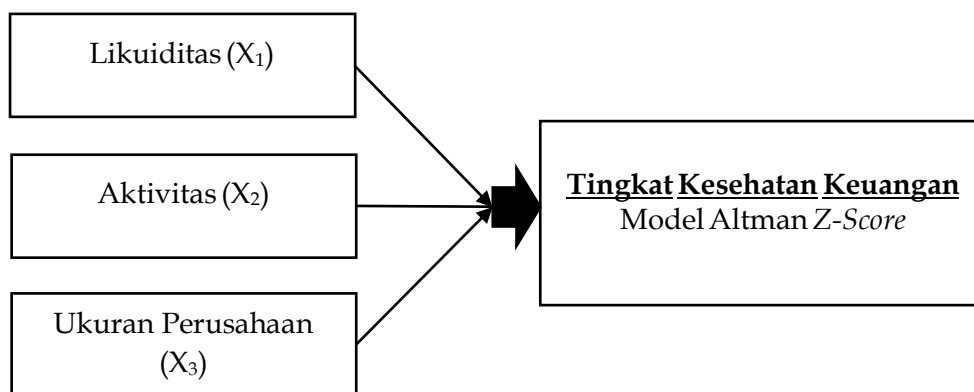 Likuiditas (X₁)
Aktivitas (X₂)
Ukuran Perusahaan
(X₃)
Tingkat Kesehatan Keuangan
Model Altman Z-Score